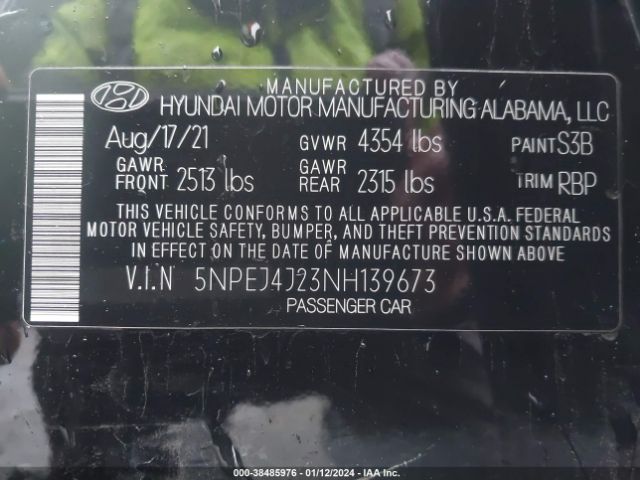 MANUFACTURED BY
HYUNDAI MOTOR MANUFACTURING ALABAMA, LLC
Aug/17/21 GVWR 4354 lbs PAINT S3B
GAWR FRONT 2513 lbs GAWR REAR 2315 lbs TRIM RBP
THIS VEHICLE CONFORMS TO ALL APPLICABLE U.S.A. FEDERAL
MOTOR VEHICLE SAFETY, BUMPER, AND THEFT PREVENTION STANDARDS
IN EFFECT ON THE DATE OF MANUFACTURE SHOWN ABOVE
V.I.N 5NPEJ4J23NH139673
PASSENGER CAR
000-38485976 - 01/12/2024 - IAA Inc.